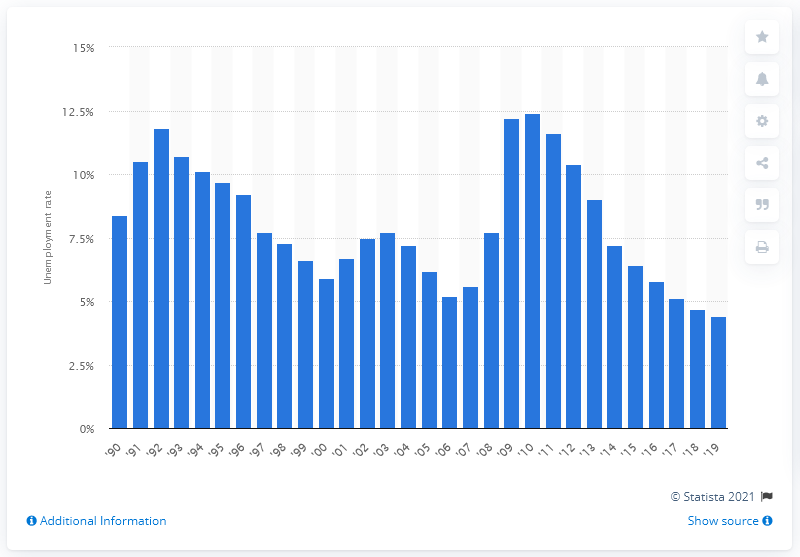 15%
12.5%
10%
7.5%
5%
2.5%
0%
Unemployment rate
'90 '91 '92 '93 '94 '95 '96 '97 '98 '99 '00 '01 '02 '03 '04 '05 '06 '07 '08 '09 '10 '11 '12 '13 '14 '15 '16 '17 '18 '19
© Statista 2021
Additional Information
Show source